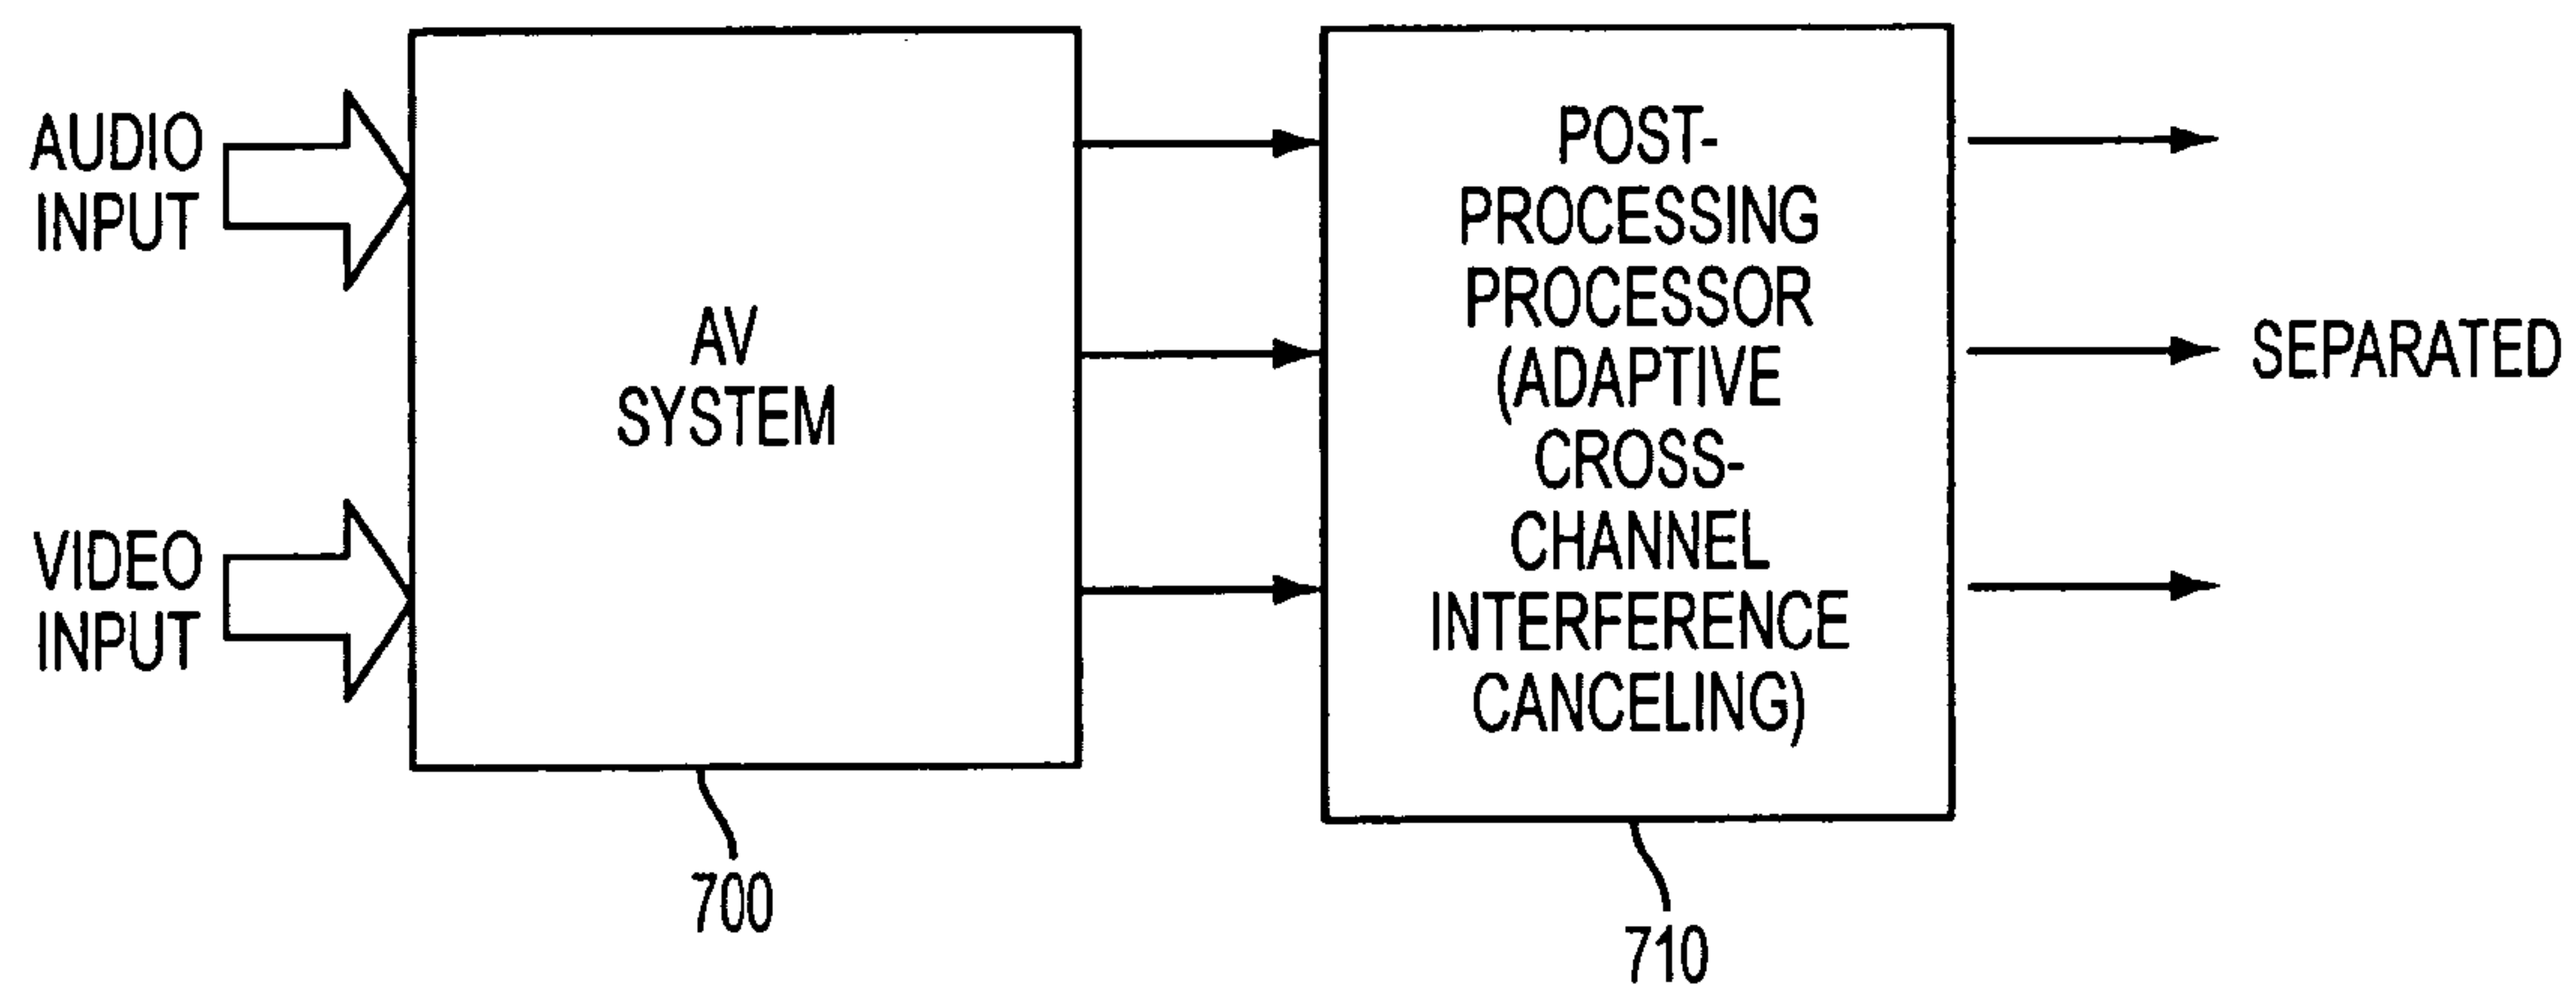 AUDIO
INPUT
VIDEO
INPUT
AV
SYSTEM
700
POST-
PROCESSING
PROCESSOR
(ADAPTIVE
CROSS-
CHANNEL
INTERFERENCE
CANCELING)
710
SEPARATED